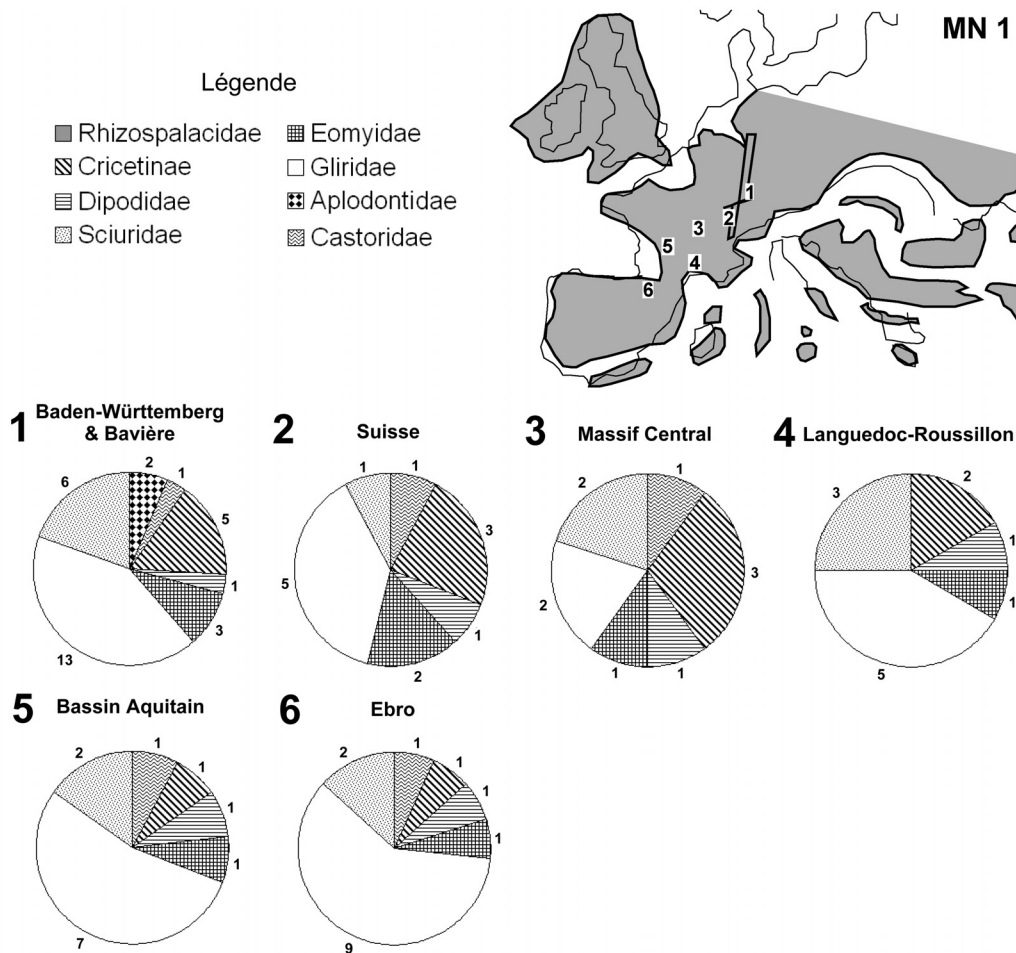 MN 1
Légende
Rhizospalacidae
Eomyidae
Cricetinae
Gliridae
Dipodidae
Aplodontidae
Sciuridae
Castoridae
1
2
3
5
4
6
1 Baden-Württemberg
& Bavière
2 1 5 1 3 13 6
2 Suisse
1 3 1 2 5 1
3 Massif Central
1 3 1 1 2 2
4 Languedoc-Roussillon
2 1 1 5 3
5 Bassin Aquitain
1 1 1 1 7 2
6 Ebro
1 1 1 1 9 2